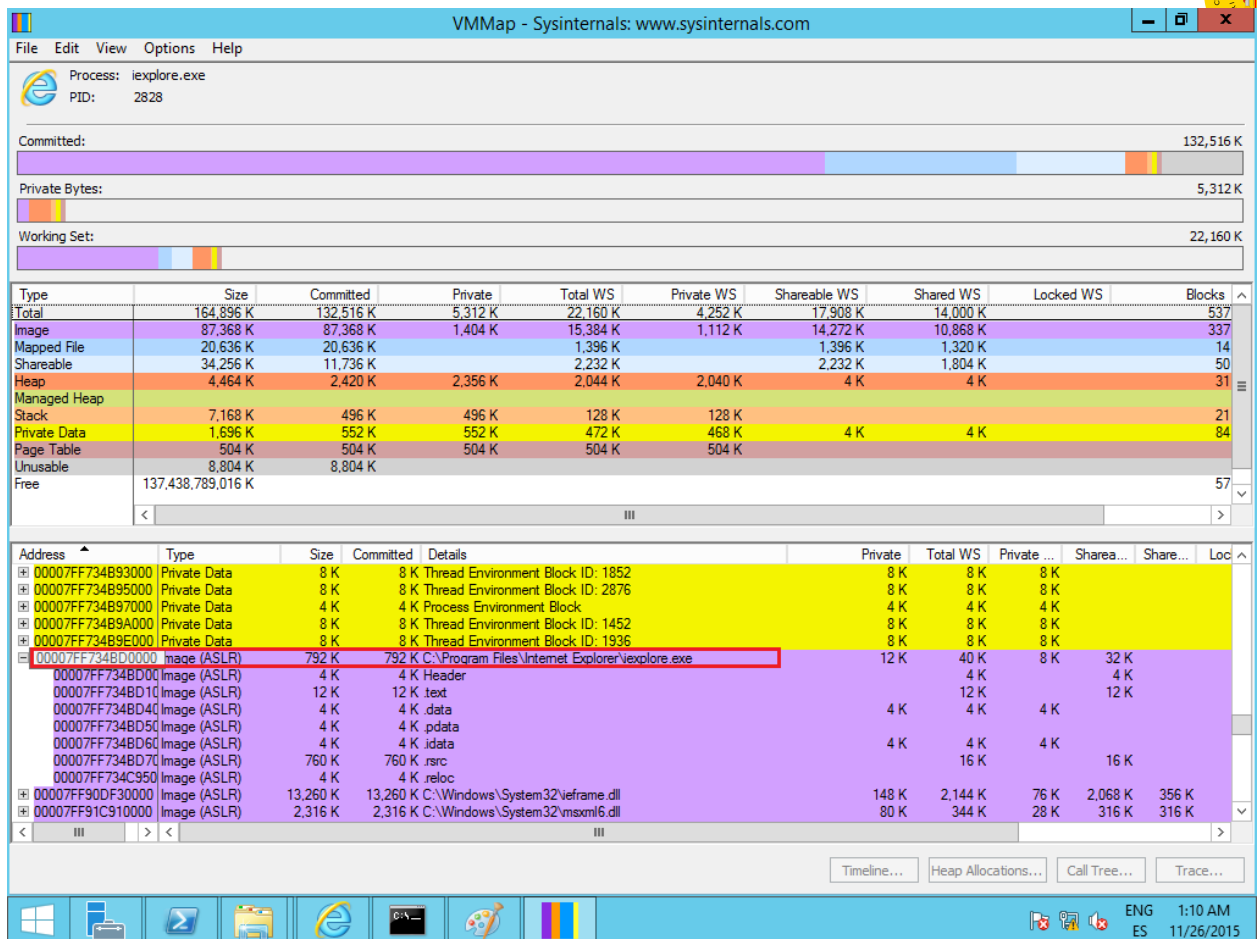 VMMap - Sysinternals: www.sysinternals.com
File Edit View Options Help
Process: iexplore.exe
PID: 2828
Committed: 132,516 K
Private Bytes: 5,312 K
Working Set: 22,160 K
Type Size Committed Private Total WS Private WS Shareable WS Shared WS Locked WS Blocks
Total 164,896 K 132,516 K 5,312 K 22,160 K 4,252 K 17,908 K 14,000 K 537
Image 87,368 K 87,368 K 1,404 K 15,384 K 1,112 K 14,272 K 10,868 K 337
Mapped File 20,636 K 20,636 K 1,396 K 1,396 K 1,320 K 14
Shareable 34,256 K 11,736 K 2,232 K 2,232 K 1,804 K 50
Heap 4,464 K 2,420 K 2,356 K 2,044 K 2,040 K 4 K 4 K 31
Managed Heap
Stack 7,168 K 496 K 496 K 128 K 128 K 21
Private Data 1,696 K 552 K 552 K 472 K 468 K 4 K 4 K 84
Page Table 504 K 504 K 504 K 504 K 504 K
Unusable 8,804 K 8,804 K
Free 137,438,789,016 K 57
Address Type Size Committed Details Private Total WS Private ... Sharea... Share... Loc
00007FF734B93000 Private Data 8 K 8 K Thread Environment Block ID: 1852 8 K 8 K 8 K
00007FF734B95000 Private Data 8 K 8 K Thread Environment Block ID: 2876 8 K 8 K 8 K
00007FF734B97000 Private Data 4 K 4 K Process Environment Block 4 K 4 K 4 K
00007FF734B9A000 Private Data 8 K 8 K Thread Environment Block ID: 1452 8 K 8 K 8 K
00007FF734B9E000 Private Data 8 K 8 K Thread Environment Block ID: 1936 8 K 8 K 8 K
00007FF734BD0000 mage (ASLR) 792 K 792 K C:\Program Files\Internet Explorer\iexplore.exe 12 K 40 K 8 K 32 K
00007FF734BD00 Image (ASLR) 4 K 4 K Header 4 K 4 K
00007FF734BD10 Image (ASLR) 12 K 12 K .text 12 K 12 K
00007FF734BD40 Image (ASLR) 4 K 4 K .data 4 K 4 K 4 K
00007FF734BD50 Image (ASLR) 4 K 4 K .pdata
00007FF734BD60 Image (ASLR) 4 K 4 K .idata 4 K 4 K 4 K
00007FF734BD70 Image (ASLR) 760 K 760 K .rsrc 16 K 16 K
00007FF734C950 Image (ASLR) 4 K 4 K .reloc
00007FF90DF30000 Image (ASLR) 13,260 K 13,260 K C:\Windows\System32\ieframe.dll 148 K 2,144 K 76 K 2,068 K 356 K
00007FF91C910000 Image (ASLR) 2,316 K 2,316 K C:\Windows\System32\msxml6.dll 80 K 344 K 28 K 316 K 316 K
Timeline... Heap Allocations... Call Tree... Trace...
ENG 1:10 AM
ES 11/26/2015